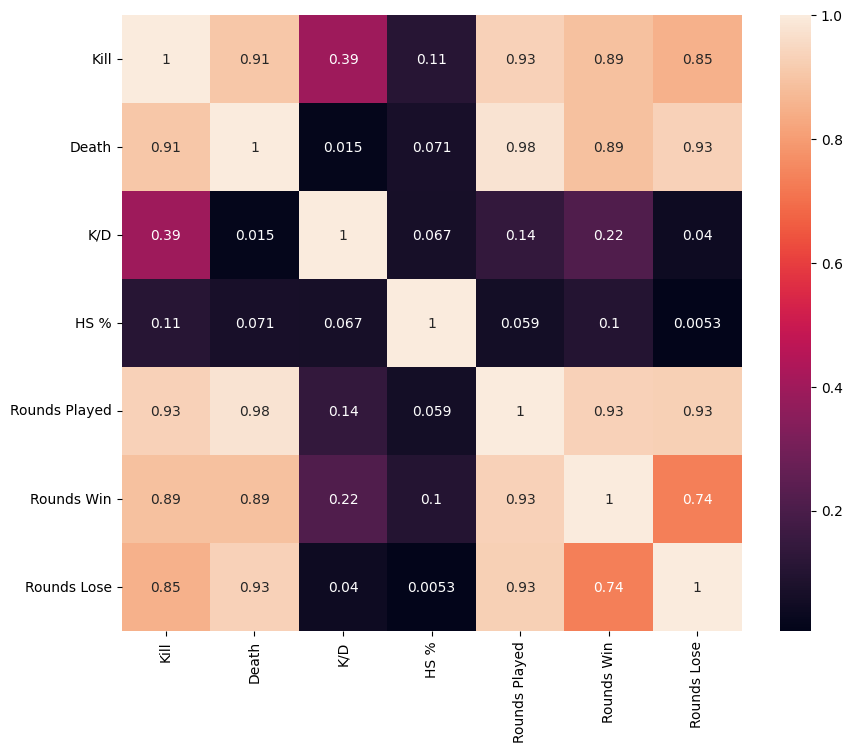 Kill 1 0.91 0.39 0.11 0.93 0.89 0.85
Death 0.91 1 0.015 0.071 0.98 0.89 0.93
K/D 0.39 0.015 1 0.067 0.14 0.22 0.04
HS % 0.11 0.071 0.067 1 0.059 0.1 0.0053
Rounds Played 0.93 0.98 0.14 0.059 1 0.93 0.93
Rounds Win 0.89 0.89 0.22 0.1 0.93 1 0.74
Rounds Lose 0.85 0.93 0.04 0.0053 0.93 0.74 1
Kill
Death
K/D
HS %
Rounds Played
Rounds Win
Rounds Lose
1.0
0.8
0.6
0.4
0.2